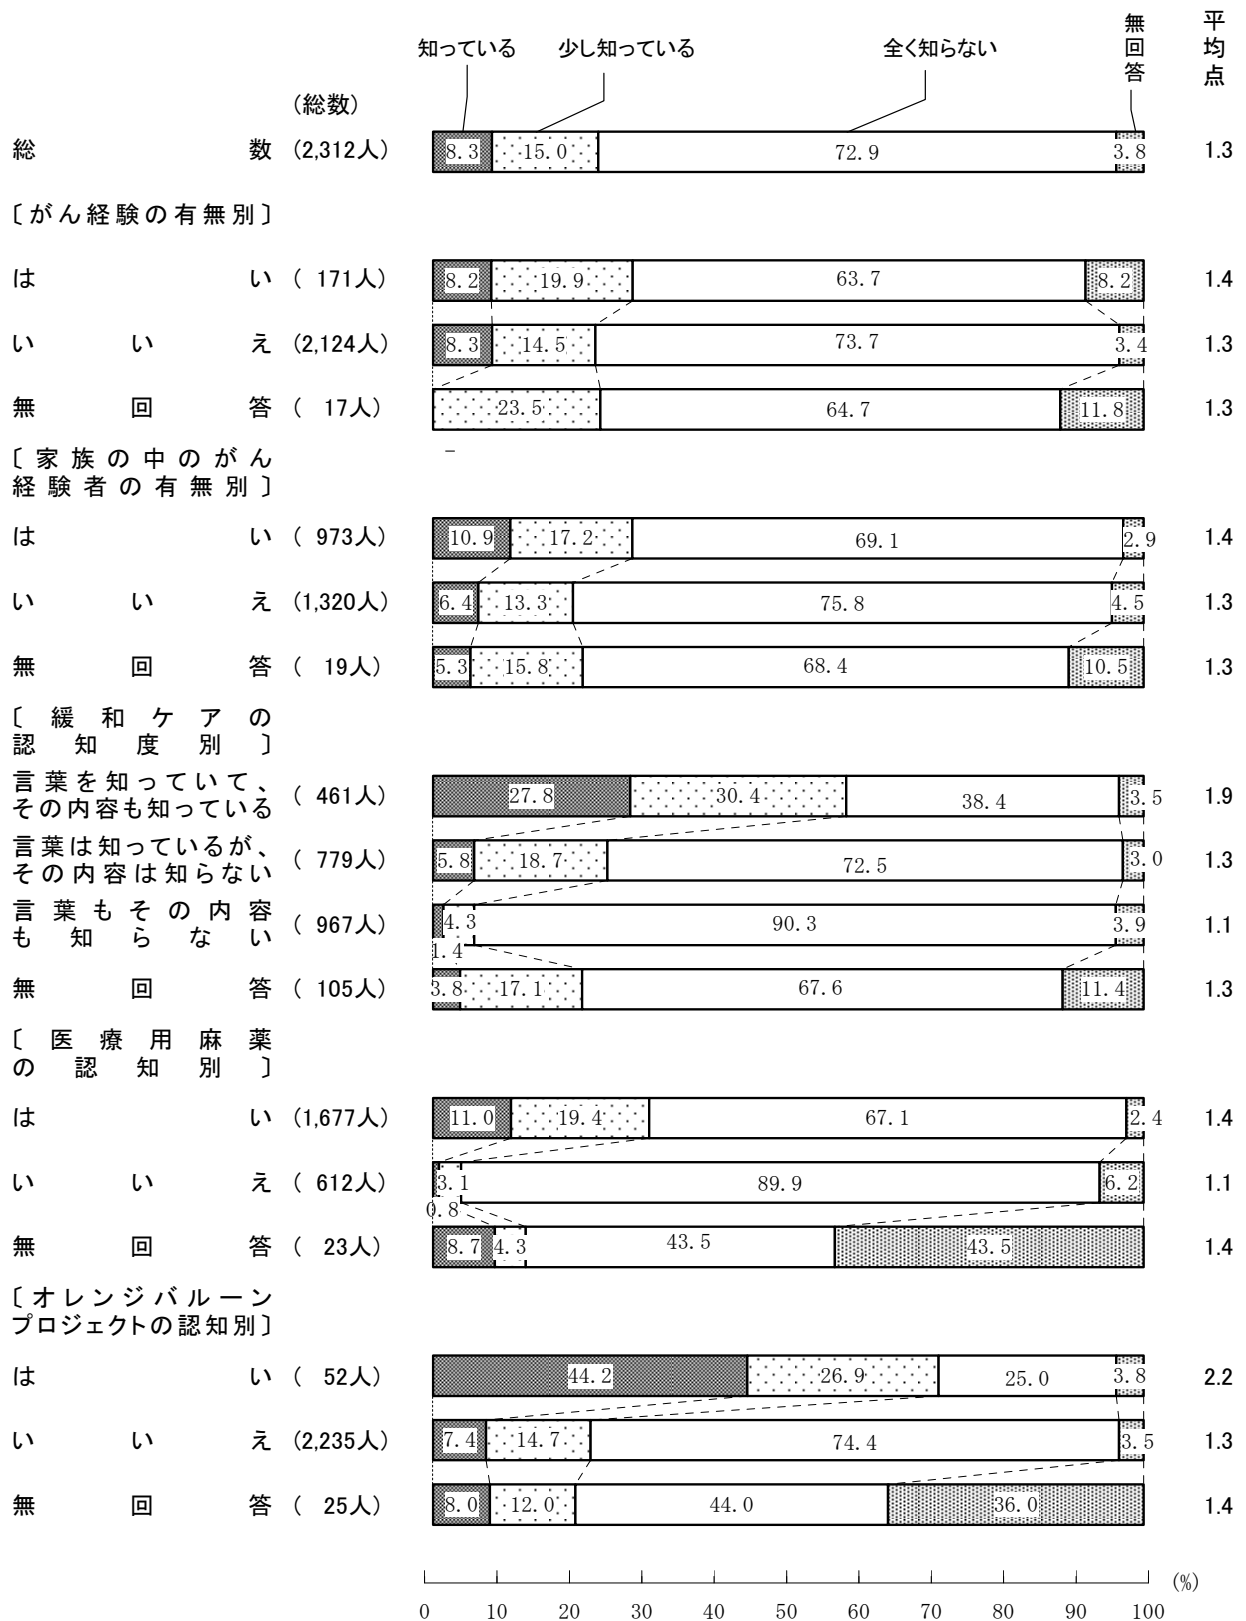 知っている 少し知っている 全く知らない 無回答 平均点
(総数)
総数 (2,312人) 8.3 15.0 72.9 3.8 1.3
〔がん経験の有無別〕
はい ( 171人) 8.2 19.9 63.7 8.2 1.4
いいえ (2,124人) 8.3 14.5 73.7 3.4 1.3
無回答 ( 17人) 23.5 64.7 11.8 1.3
−
〔家族の中のがん
経験者の有無別〕
はい ( 973人) 10.9 17.2 69.1 2.9 1.4
いいえ (1,320人) 6.4 13.3 75.8 4.5 1.3
無回答 ( 19人) 5.3 15.8 68.4 10.5 1.3
〔緩和ケアの
認知度別〕
言葉を知っていて、
その内容も知っている ( 461人) 27.8 30.4 38.4 3.5 1.9
言葉は知っているが、
その内容は知らない ( 779人) 5.8 18.7 72.5 3.0 1.3
言葉もその内容
も知らない ( 967人) 4.3 90.3 3.9 1.1
1.4
無回答 ( 105人) 3.8 17.1 67.6 11.4 1.3
〔医療用麻薬
の認知別〕
はい (1,677人) 11.0 19.4 67.1 2.4 1.4
いいえ ( 612人) 3.1 89.9 6.2 1.1
0.8
無回答 ( 23人) 8.7 4.3 43.5 43.5 1.4
〔オレンジバルーン
プロジェクトの認知別〕
はい ( 52人) 44.2 26.9 25.0 3.8 2.2
いいえ (2,235人) 7.4 14.7 74.4 3.5 1.3
無回答 ( 25人) 8.0 12.0 44.0 36.0 1.4
(%)
0 10 20 30 40 50 60 70 80 90 100